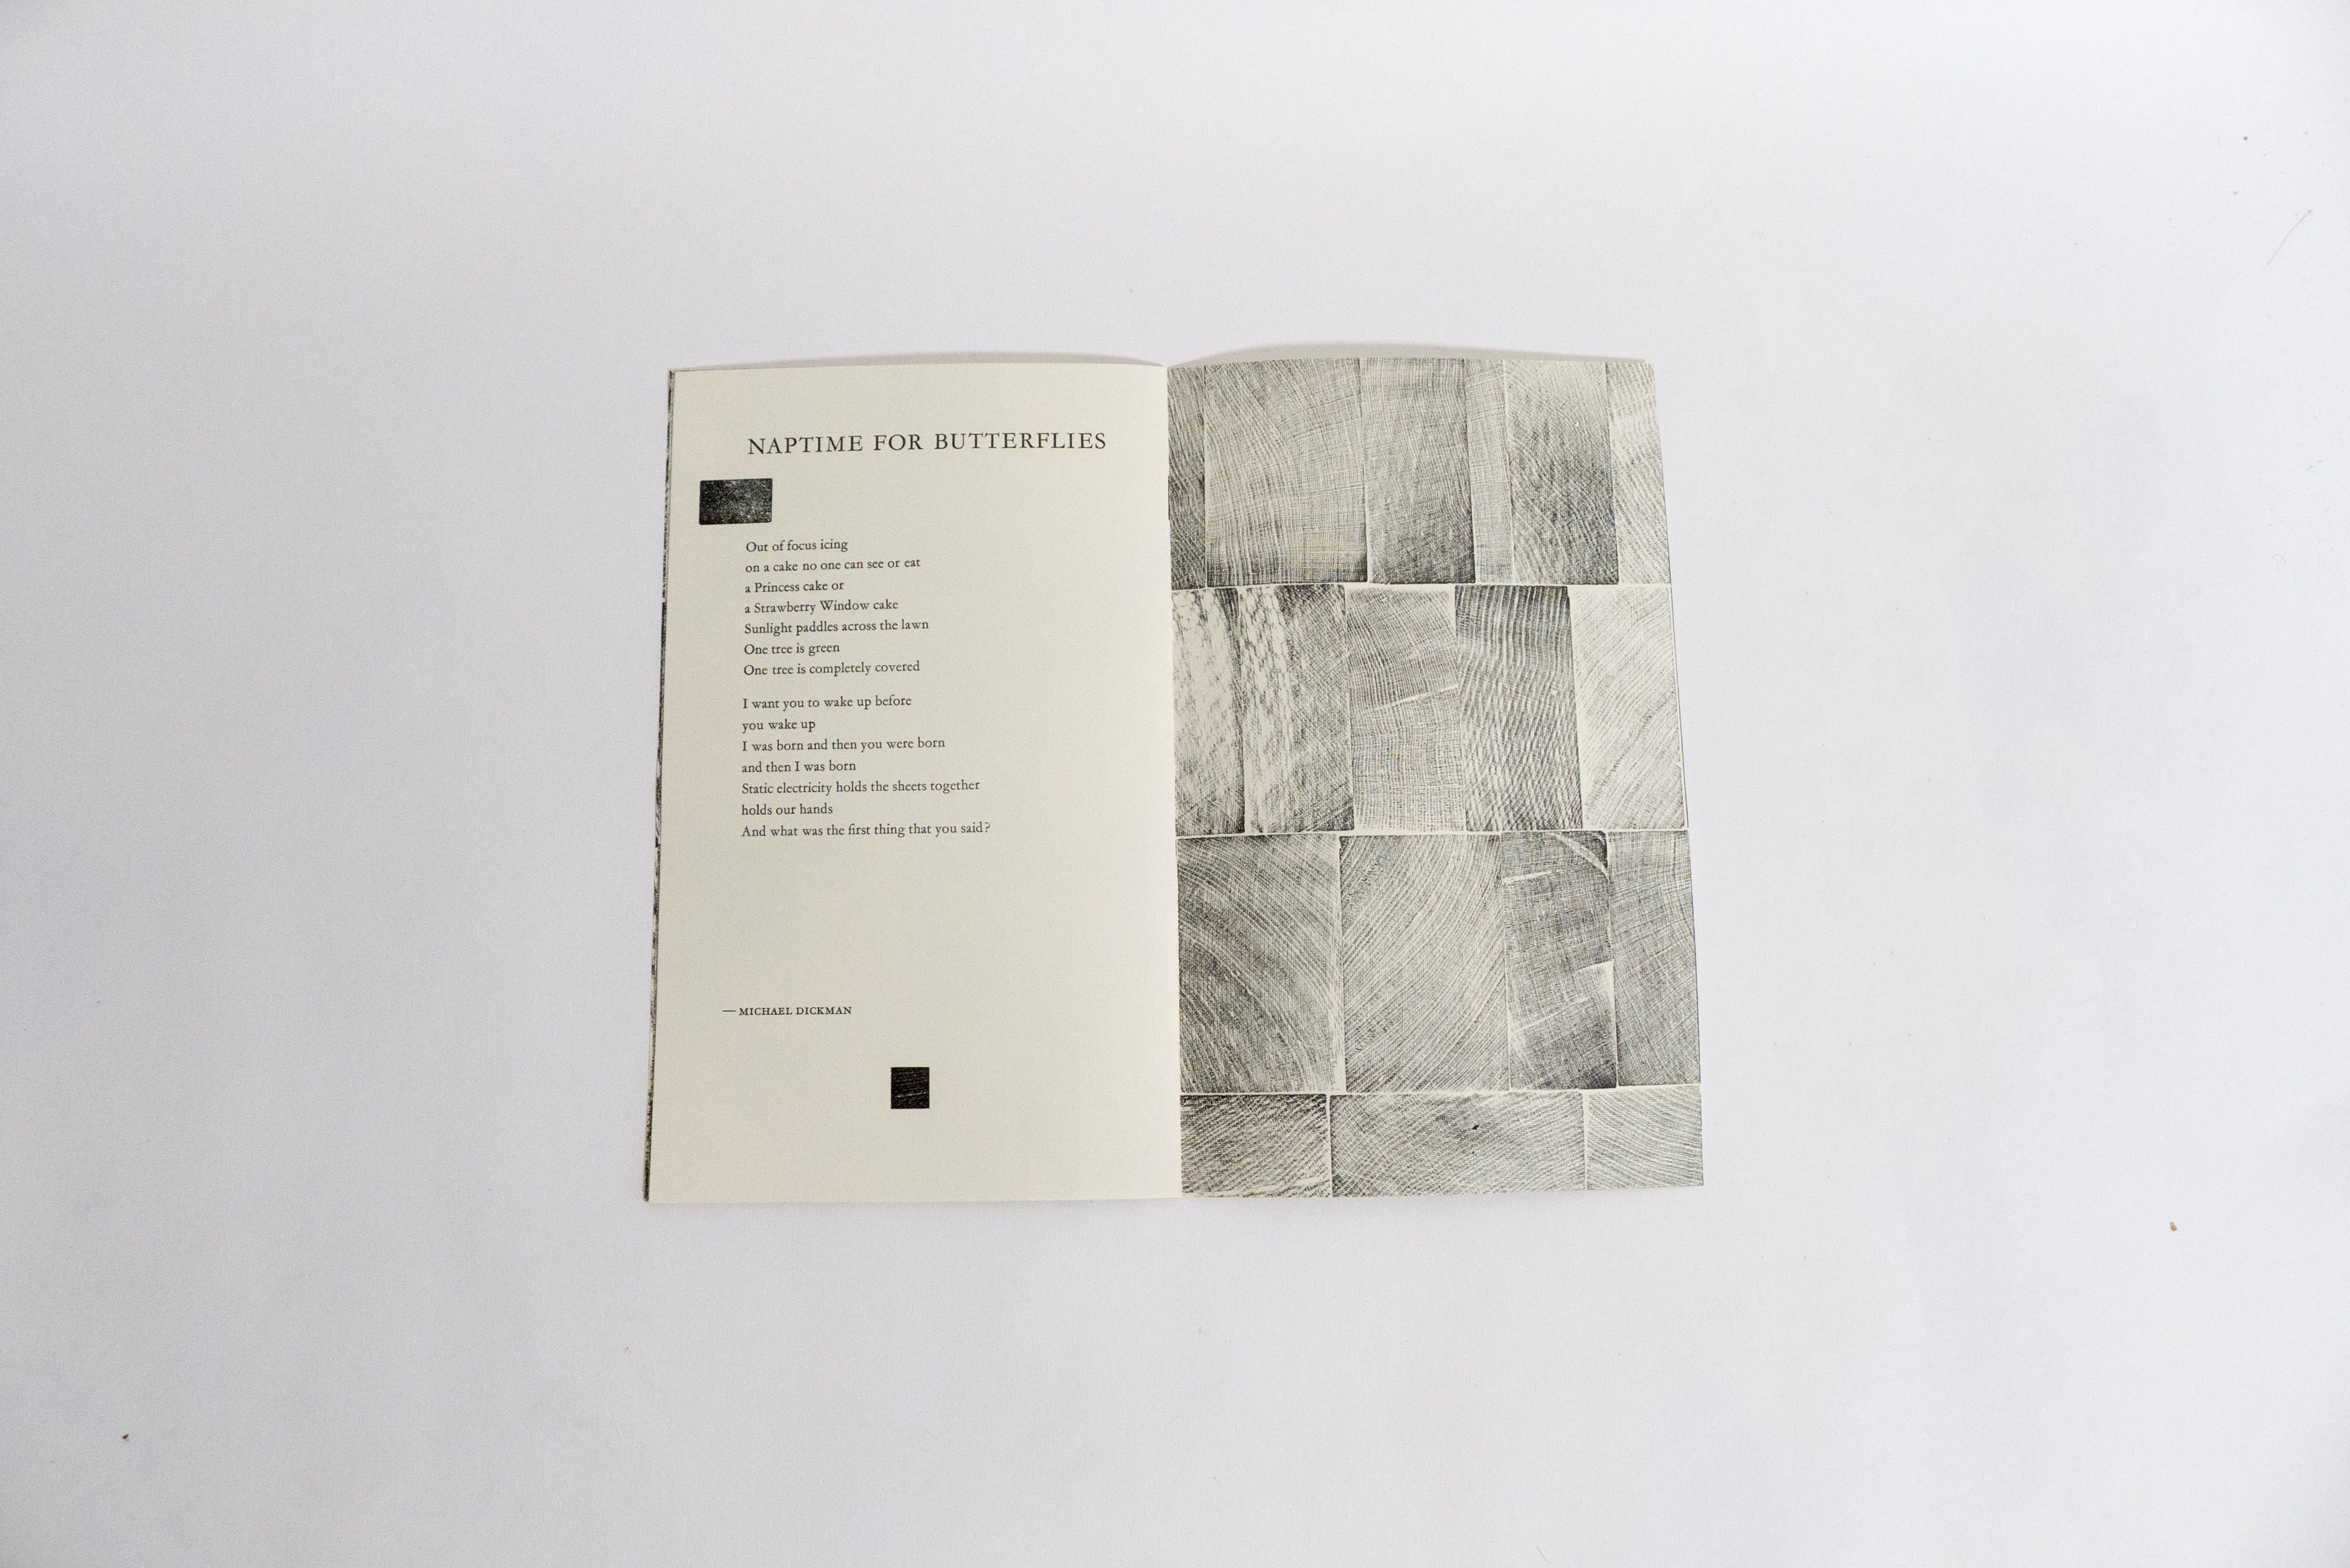 NAPTIME FOR BUTTERFLIES
Out of focus icing
on a cake no one can see or eat
a Princess cake or
a Strawberry Window cake
Sunlight paddles across the lawn
One tree is green
One tree is completely covered
I want you to wake up before
you wake up
I was born and then you were born
and then I was born
Static electricity holds the sheets together
holds our hands
And what was the first thing that you said?
— MICHAEL DICKMAN